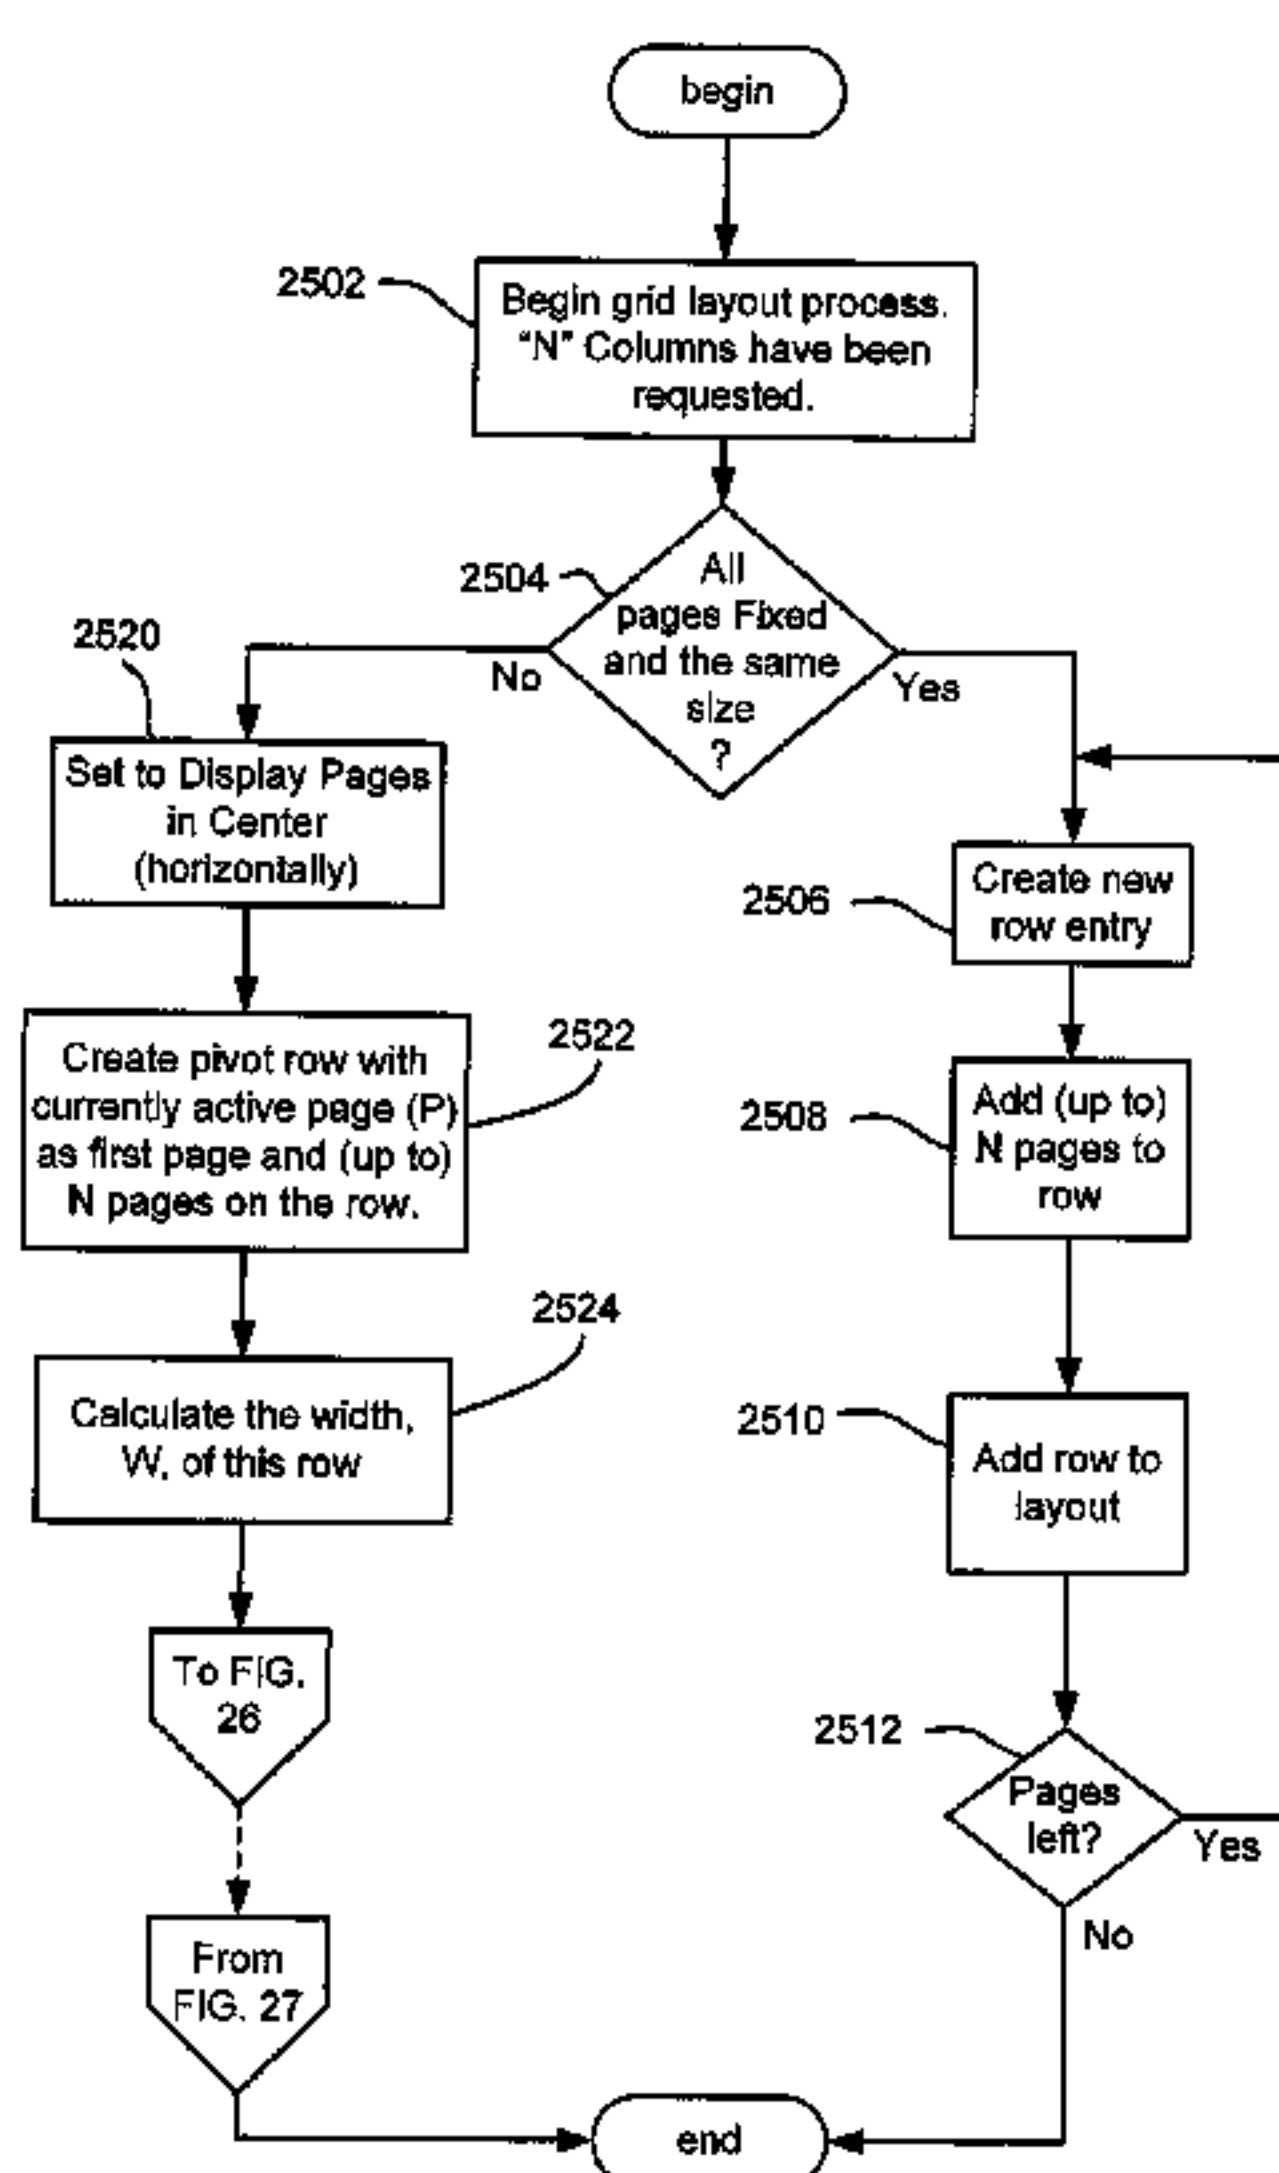 begin
2502
Begin grid layout process.
“N” Columns have been
requested.
2504
All
pages Fixed
and the same
size
?
No
Yes
2520
Set to Display Pages
in Center
(horizontally)
2506
Create new
row entry
2522
Create pivot row with
currently active page (P)
as first page and (up to)
N pages on the row.
2508
Add (up to)
N pages to
row
2524
Calculate the width,
W, of this row
2510
Add row to
layout
To FIG.
26
2512
Pages
left?
Yes
No
From
FIG. 27
end